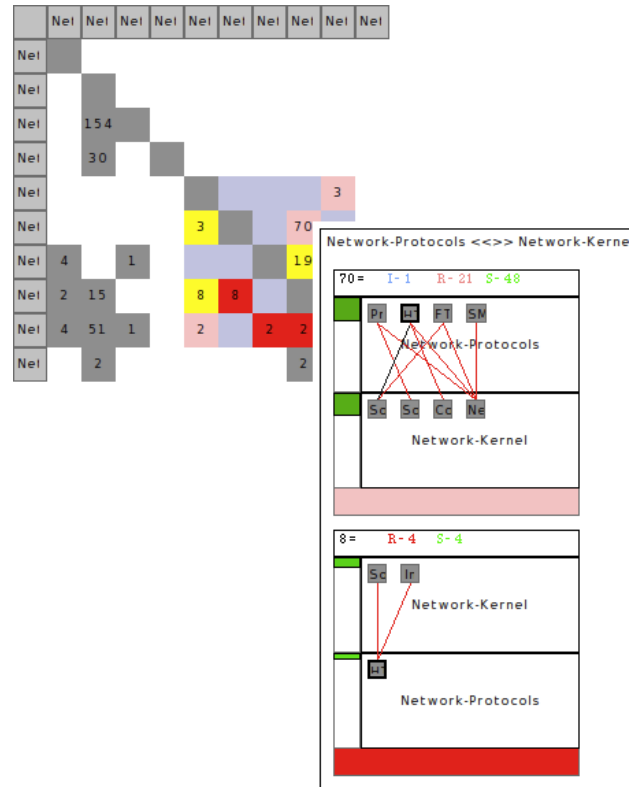 Net Net Net Net Net Net Net Net Net Net
Net
Net
Net 154
Net 30
Net 3
Net 3 70
Net 4 1 19
Net 2 15 8 8
Net 4 51 1 2 2 2
Net 2 2
Network-Protocols <<>> Network-Kerne
70= I-1 R-21 S-48
Pr HT FT SM
Network-Protocols
Sc Sc Cc Ne
Network-Kernel
8= R-4 S-4
Sc Ir
Network-Kernel
HT
Network-Protocols